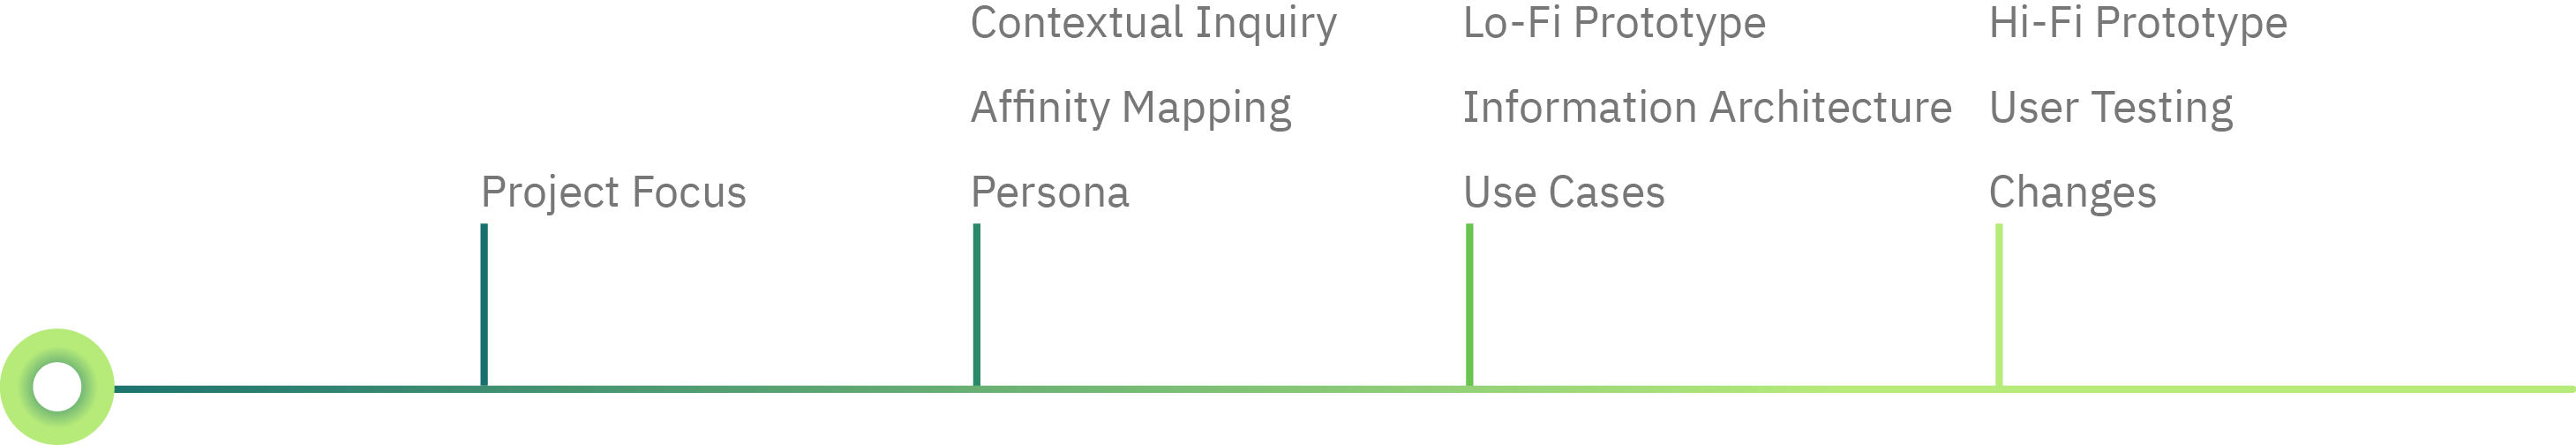 Project Focus
Contextual Inquiry
Affinity Mapping
Persona
Lo-Fi Prototype
Information Architecture
Use Cases
Hi-Fi Prototype
User Testing
Changes